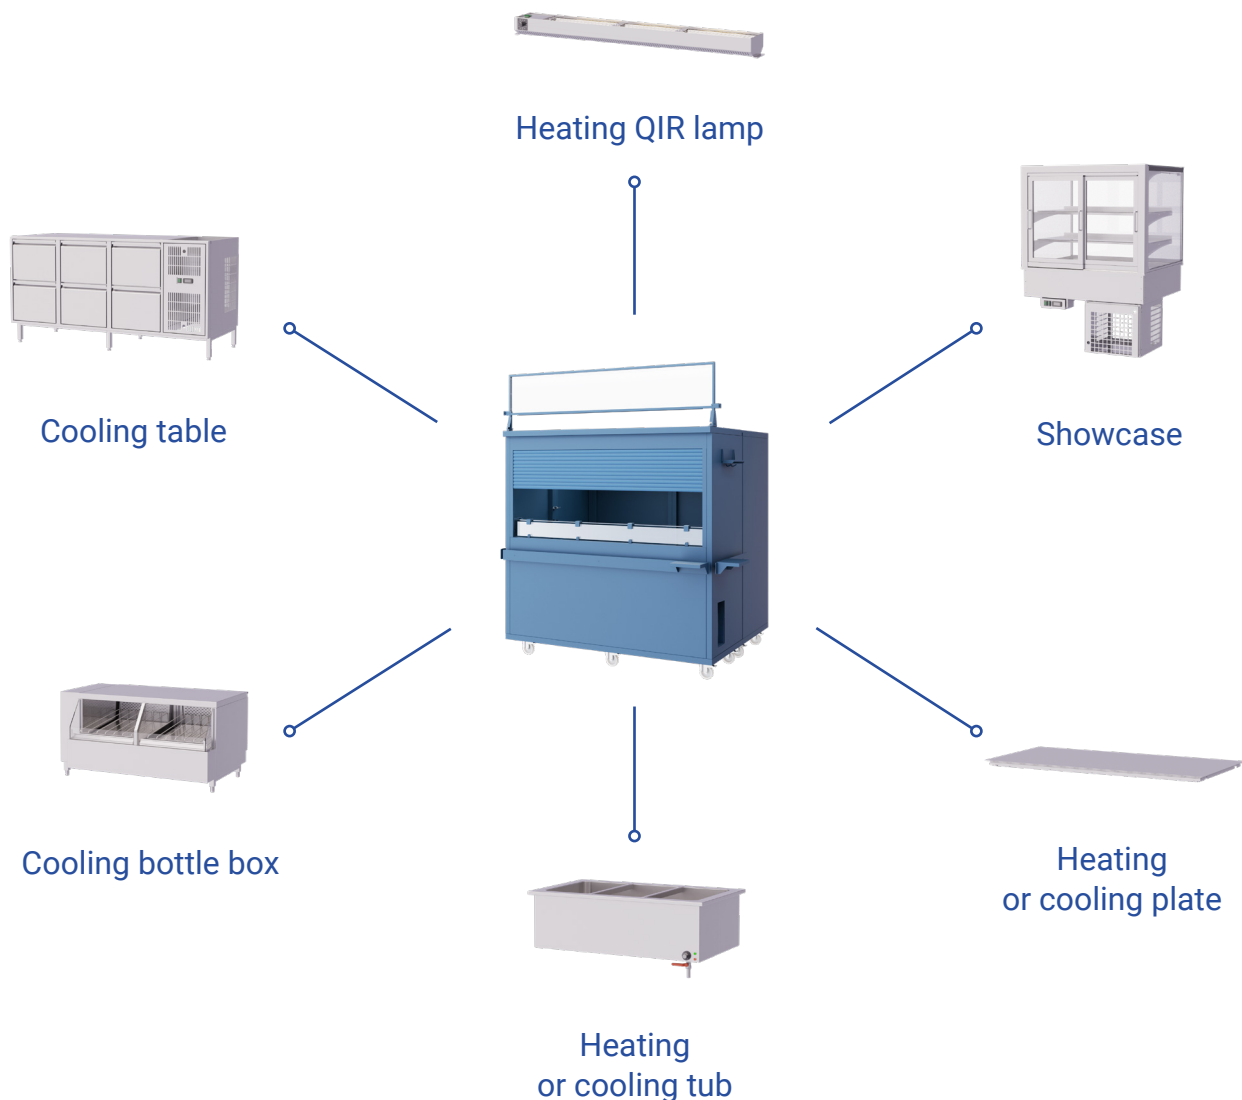 Heating QIR lamp
Cooling table
Showcase
Cooling bottle box
Heating
or cooling plate
Heating
or cooling tub